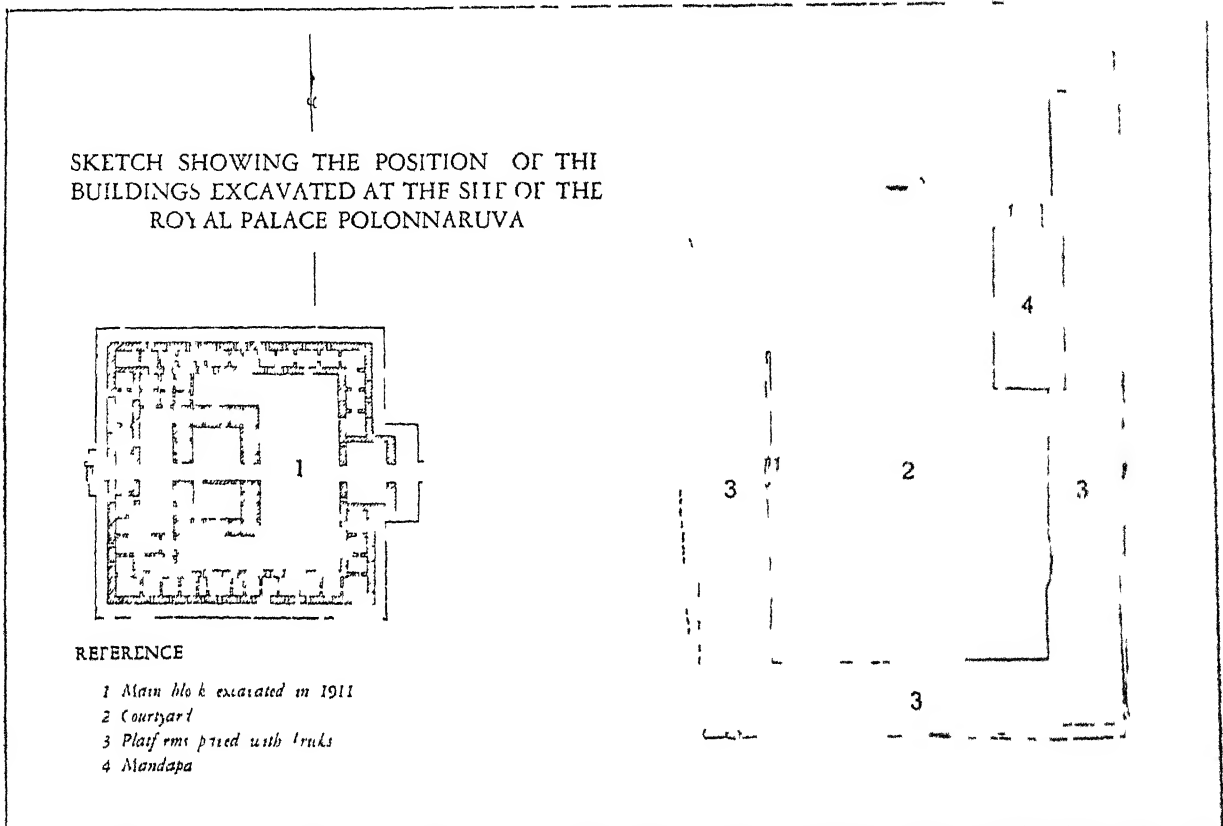 SKETCH SHOWING THE POSITION OF THE
BUILDINGS EXCAVATED AT THE SITE OF THE
ROYAL PALACE POLONNARUVA
1
4
3
2
3
3
REFERENCE
1 Main block excavated in 1911
2 Courtyard
3 Platforms paved with bricks
4 Mandapa